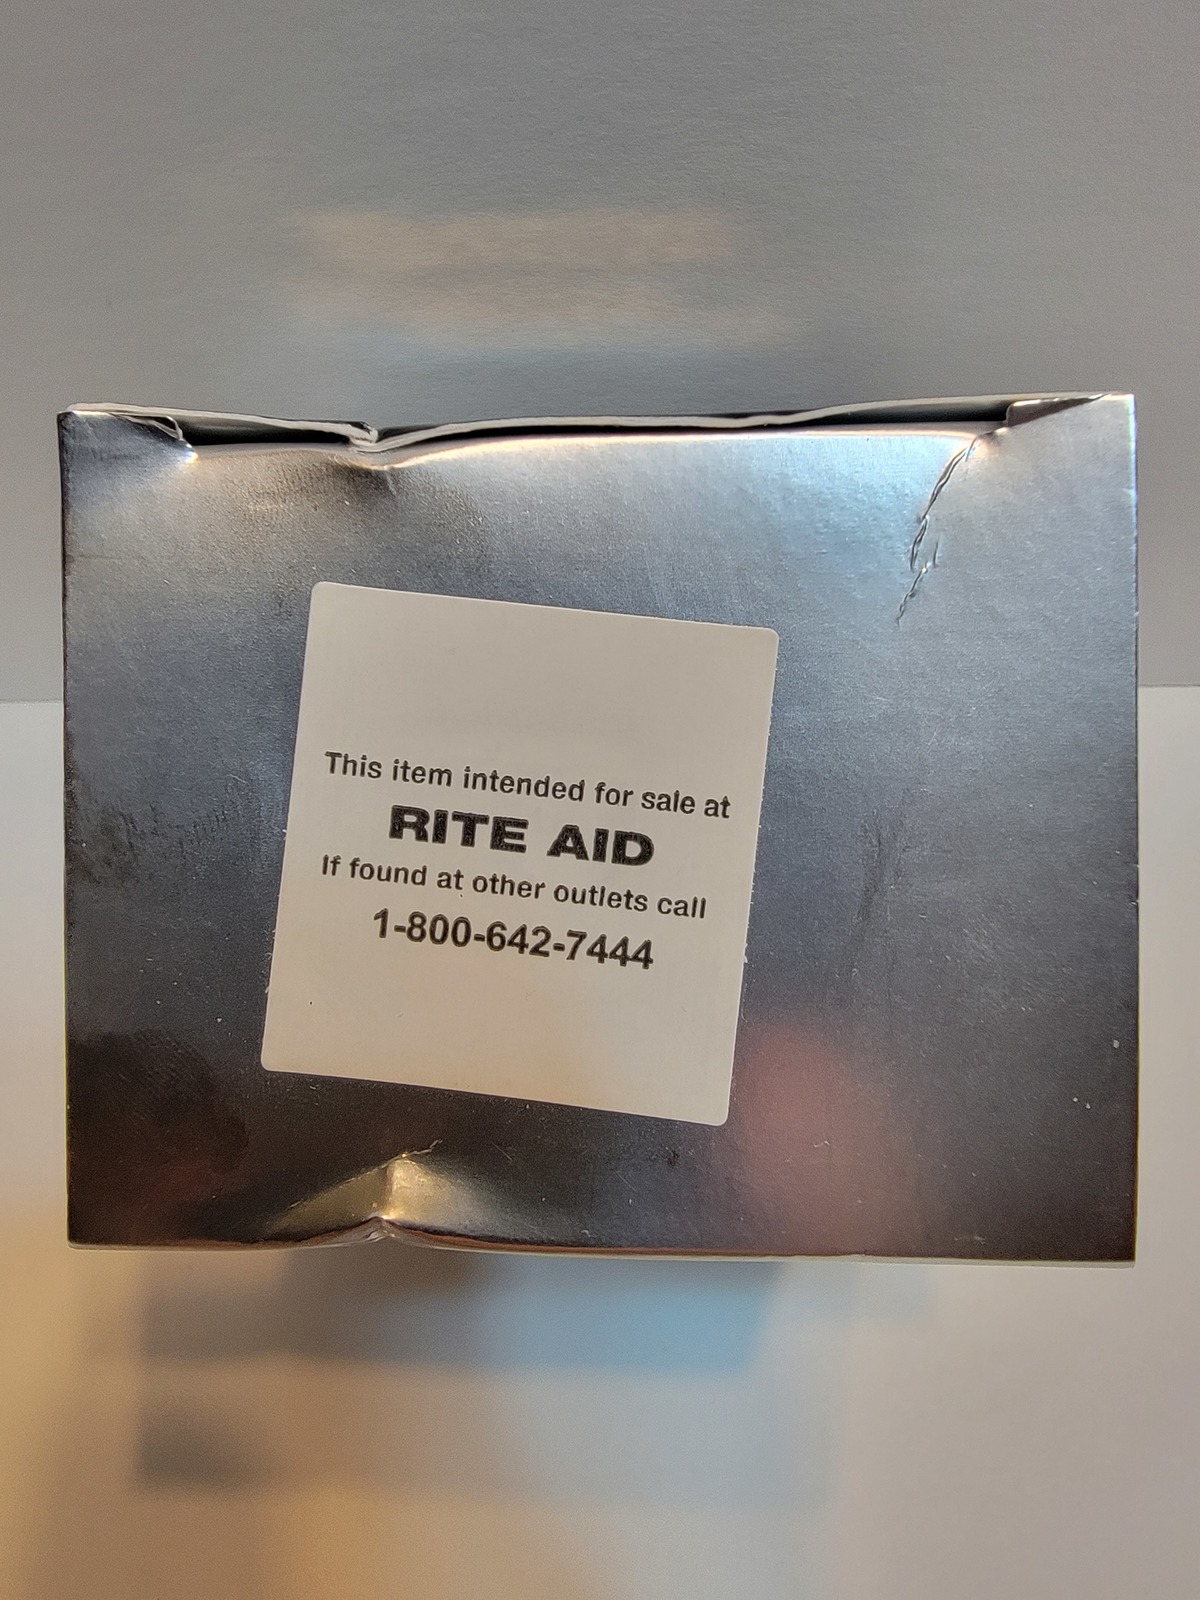 This item intended for sale at
RITE AID
If found at other outlets call
1-800-642-7444